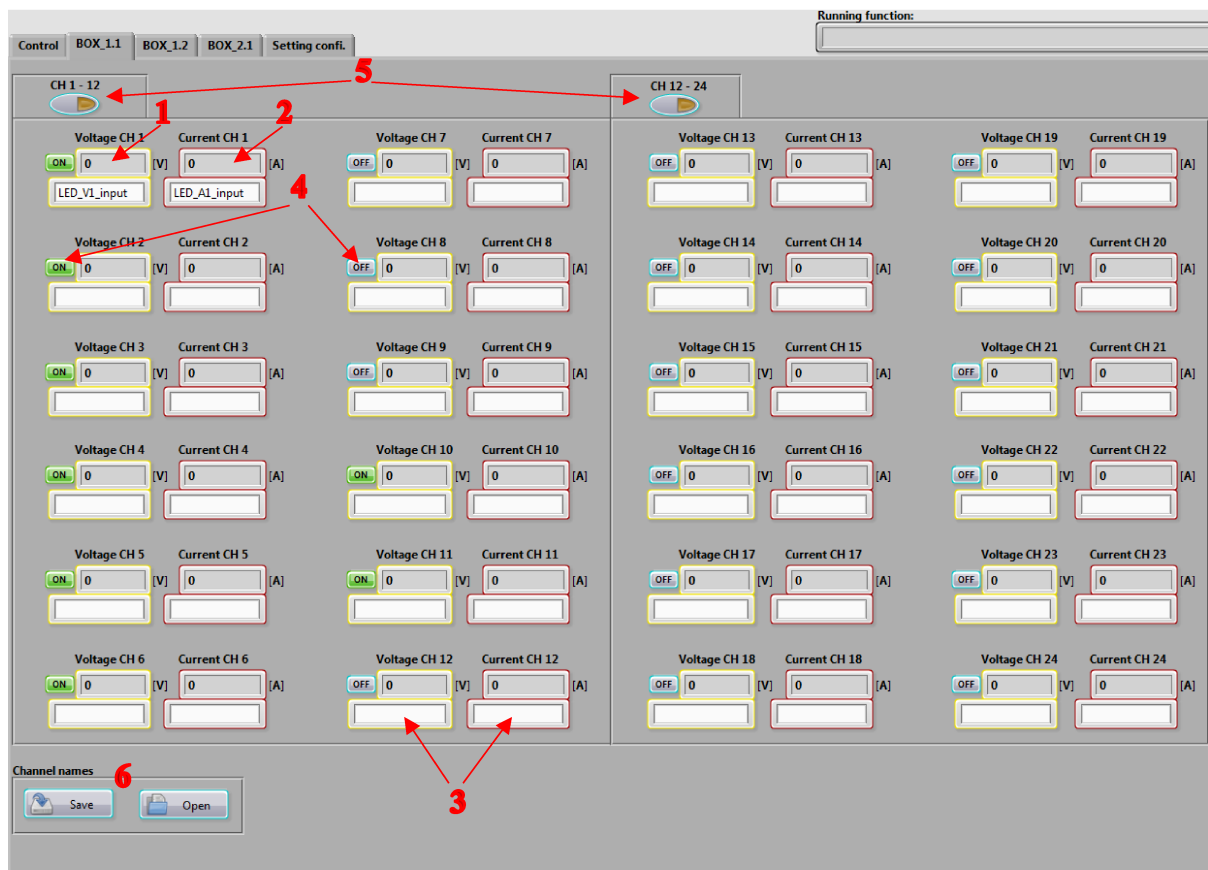 Running function:
Control BOX_1.1 BOX_1.2 BOX_2.1 Setting confi.
5
CH 1 - 12 CH 12 - 24
1 2
Voltage CH 1 Current CH 1 Voltage CH 7 Current CH 7 Voltage CH 13 Current CH 13 Voltage CH 19 Current CH 19
ON 0 [V] 0 [A] OFF 0 [V] 0 [A] OFF 0 [V] 0 [A] OFF 0 [V] 0 [A]
LED_V1_input LED_A1_input
4
Voltage CH 2 Current CH 2 Voltage CH 8 Current CH 8 Voltage CH 14 Current CH 14 Voltage CH 20 Current CH 20
ON 0 [V] 0 [A] OFF 0 [V] 0 [A] OFF 0 [V] 0 [A] OFF 0 [V] 0 [A]
Voltage CH 3 Current CH 3 Voltage CH 9 Current CH 9 Voltage CH 15 Current CH 15 Voltage CH 21 Current CH 21
ON 0 [V] 0 [A] OFF 0 [V] 0 [A] OFF 0 [V] 0 [A] OFF 0 [V] 0 [A]
Voltage CH 4 Current CH 4 Voltage CH 10 Current CH 10 Voltage CH 16 Current CH 16 Voltage CH 22 Current CH 22
ON 0 [V] 0 [A] ON 0 [V] 0 [A] OFF 0 [V] 0 [A] OFF 0 [V] 0 [A]
Voltage CH 5 Current CH 5 Voltage CH 11 Current CH 11 Voltage CH 17 Current CH 17 Voltage CH 23 Current CH 23
ON 0 [V] 0 [A] ON 0 [V] 0 [A] OFF 0 [V] 0 [A] OFF 0 [V] 0 [A]
Voltage CH 6 Current CH 6 Voltage CH 12 Current CH 12 Voltage CH 18 Current CH 18 Voltage CH 24 Current CH 24
ON 0 [V] 0 [A] OFF 0 [V] 0 [A] OFF 0 [V] 0 [A] OFF 0 [V] 0 [A]
Channel names
6
Save Open
3